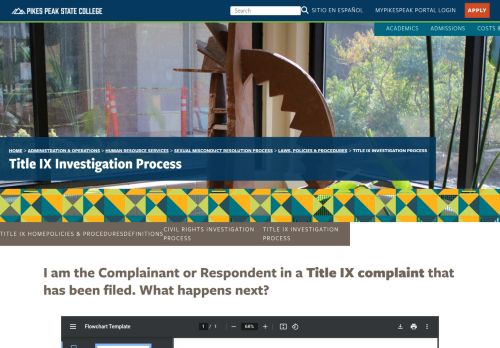 PIKES PEAK STATE COLLEGE
Search
SITIO EN ESPAÑOL
MYPIKESPEAK PORTAL LOGIN
APPLY
ACADEMICS
ADMISSIONS
COSTS &
HOME > ADMINISTRATION & OPERATIONS > HUMAN RESOURCE SERVICES > SEXUAL MISCONDUCT RESOLUTION PROCESS > LAWS, POLICIES & PROCEDURES > TITLE IX INVESTIGATION PROCESS
Title IX Investigation Process
TITLE IX HOME
POLICIES & PROCEDURES
DEFINITIONS
CIVIL RIGHTS INVESTIGATION
PROCESS
TITLE IX INVESTIGATION
PROCESS
I am the Complainant or Respondent in a Title IX complaint that
has been filed. What happens next?
Flowchart Template
1 / 1
68%